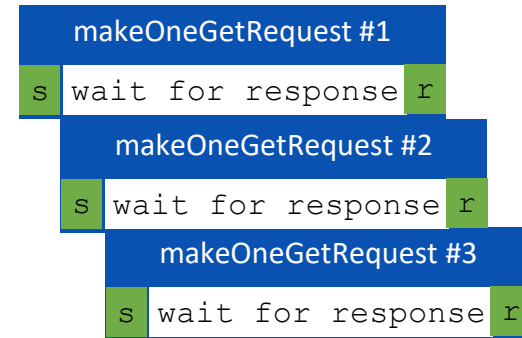 makeOneGetRequest #1
s wait for response r
makeOneGetRequest #2
s wait for response r
makeOneGetRequest #3
s wait for response r